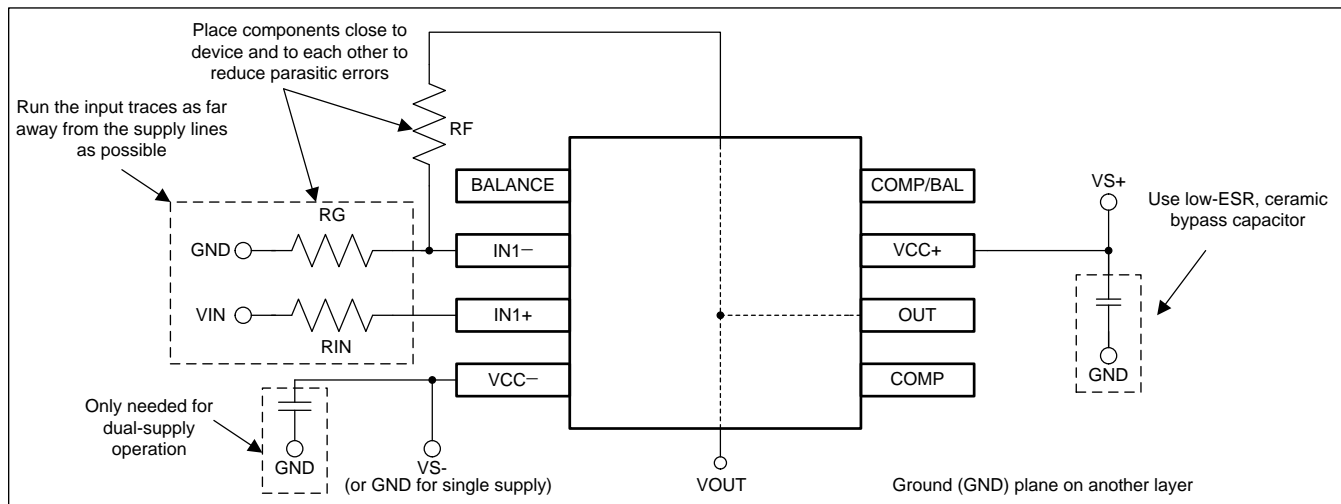 Place components close to
device and to each other to
reduce parasitic errors
Run the input traces as far
away from the supply lines
as possible
RF
BALANCE
COMP/BAL
VS+
Use low-ESR, ceramic
bypass capacitor
RG
GND
IN1−
VCC+
VIN
RIN
IN1+
OUT
VCC−
COMP
GND
Only needed for
dual-supply
operation
GND
VS-
(or GND for single supply)
VOUT
Ground (GND) plane on another layer